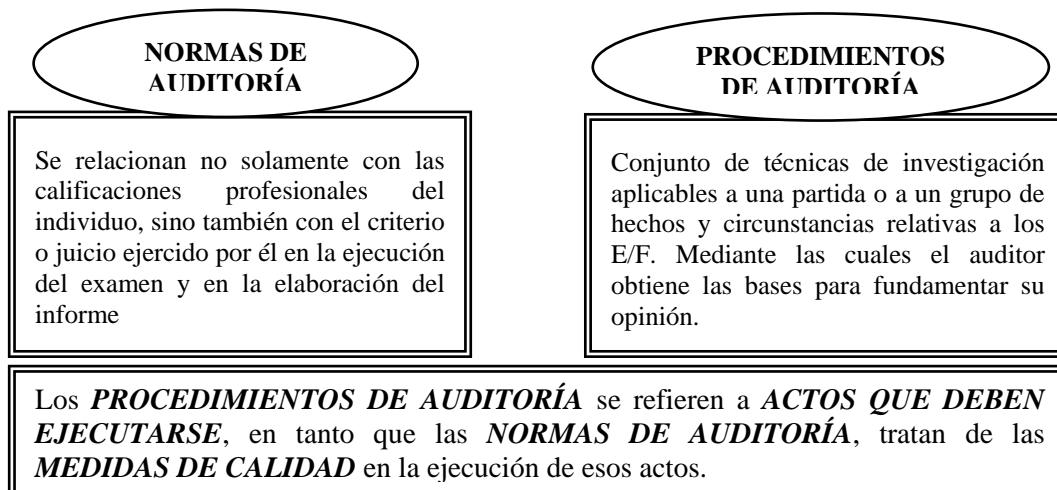 NORMAS DE
AUDITORÍA
Se relacionan no solamente con las
calificaciones profesionales del
individuo, sino también con el criterio
o juicio ejercido por él en la ejecución
del examen y en la elaboración del
informe
PROCEDIMIENTOS
DE AUDITORÍA
Conjunto de técnicas de investigación
aplicables a una partida o a un grupo de
hechos y circunstancias relativas a los
E/F. Mediante las cuales el auditor
obtiene las bases para fundamentar su
opinión.
Los PROCEDIMIENTOS DE AUDITORÍA se refieren a ACTOS QUE DEBEN
EJECUTARSE, en tanto que las NORMAS DE AUDITORÍA, tratan de las
MEDIDAS DE CALIDAD en la ejecución de esos actos.